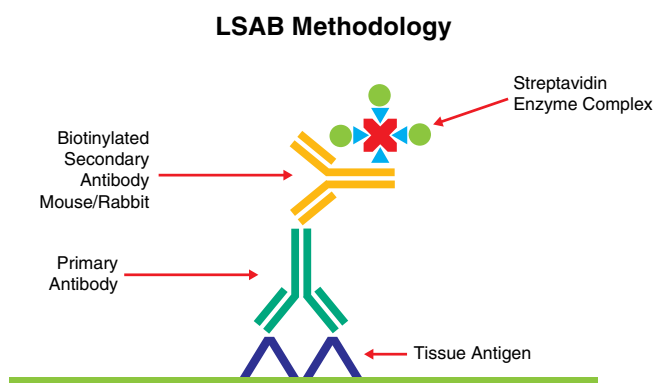 LSAB Methodology
Streptavidin
Enzyme Complex
Biotinylated
Secondary
Antibody
Mouse/Rabbit
Primary
Antibody
Tissue Antigen